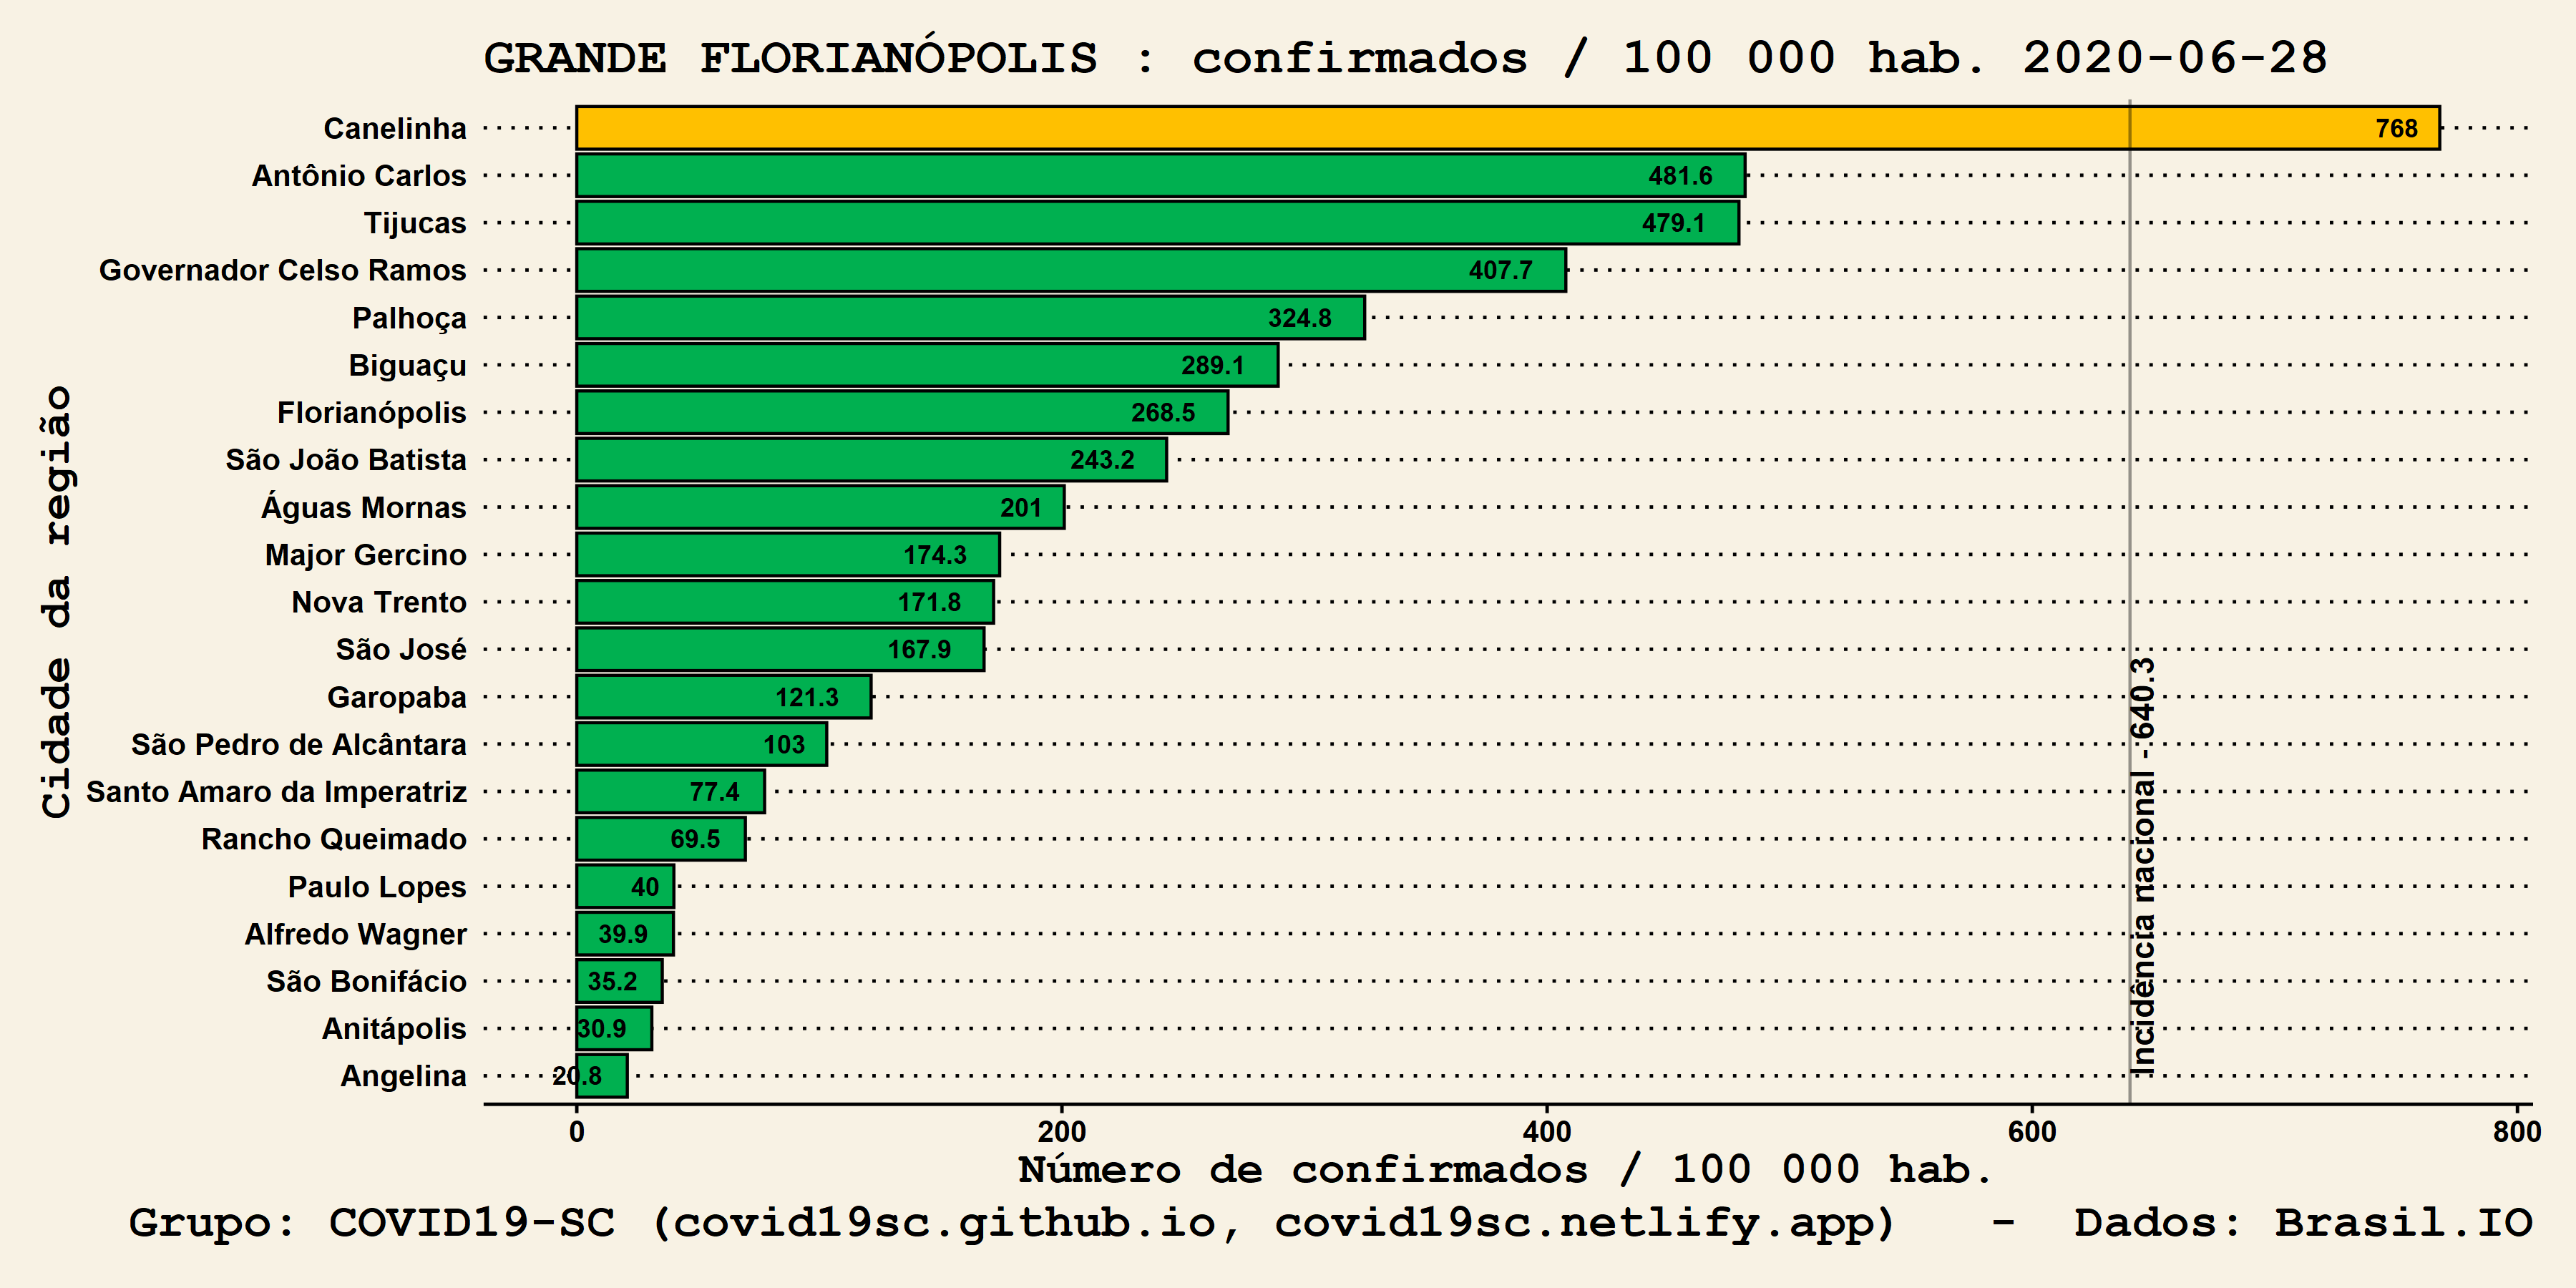 GRANDE FLORIANÓPOLIS : confirmados / 100 000 hab. 2020-06-28
Cidade da região
Canelinha 768
Antônio Carlos 481.6
Tijucas 479.1
Governador Celso Ramos 407.7
Palhoça 324.8
Biguaçu 289.1
Florianópolis 268.5
São João Batista 243.2
Águas Mornas 201
Major Gercino 174.3
Nova Trento 171.8
São José 167.9
Garopaba 121.3
São Pedro de Alcântara 103
Santo Amaro da Imperatriz 77.4
Rancho Queimado 69.5
Paulo Lopes 40
Alfredo Wagner 39.9
São Bonifácio 35.2
Anitápolis 30.9
Angelina 20.8
Incidência nacional - 640.3
0 200 400 600 800
Número de confirmados / 100 000 hab.
Grupo: COVID19-SC (covid19sc.github.io, covid19sc.netlify.app) - Dados: Brasil.IO